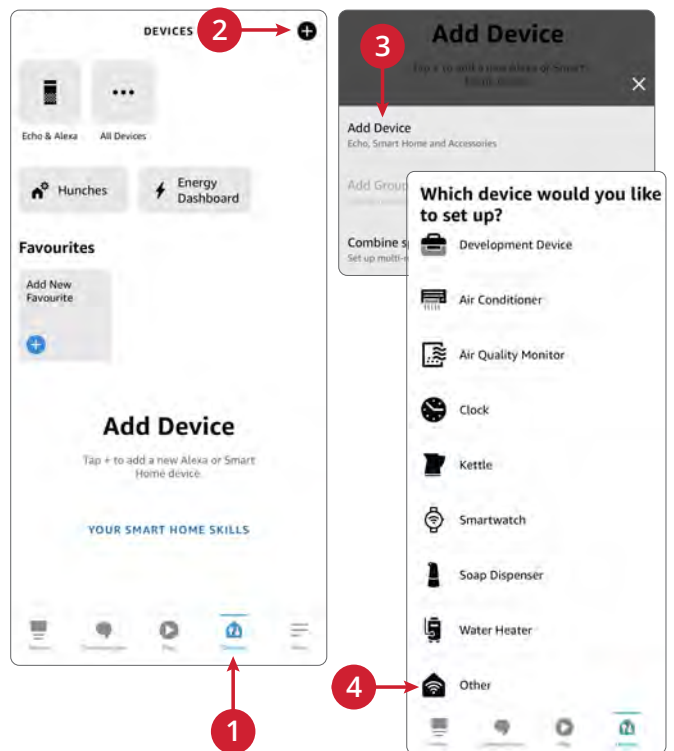 DEVICES
2
Echo & Alexa
All Devices
Hunches
Energy
Dashboard
Favourites
Add New
Favourite
Add Device
Tap + to add a new Alexa or Smart
Home device
YOUR SMART HOME SKILLS
1
Add Device
3
Add Device
Echo, Smart Home and Accessories
Add Group
Combine s
Set up multi-
Which device would you like
to set up?
Development Device
Air Conditioner
Air Quality Monitor
Clock
Kettle
Smartwatch
Soap Dispenser
Water Heater
4
Other